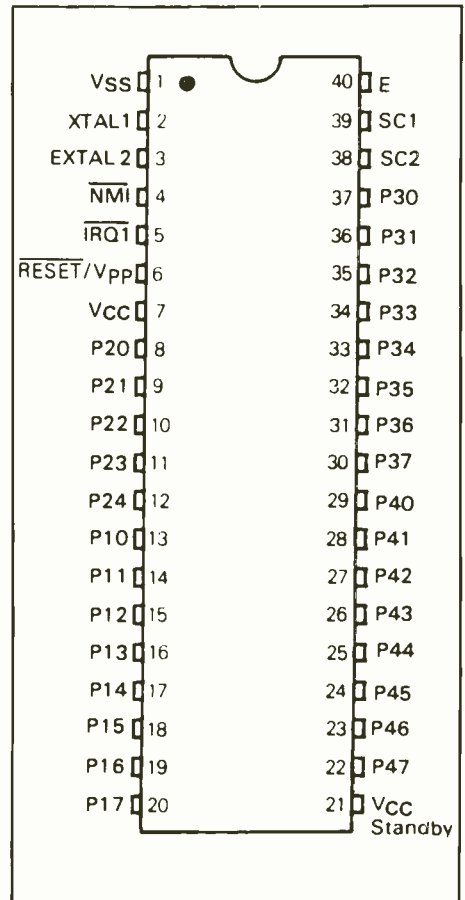 VSS 1 40 E
XTAL1 2 39 SC1
EXTAL2 3 38 SC2
NMI 4 37 P30
IRQ1 5 36 P31
RESET/VPP 6 35 P32
VCC 7 34 P33
P20 8 33 P34
P21 9 32 P35
P22 10 31 P36
P23 11 30 P37
P24 12 29 P40
P10 13 28 P41
P11 14 27 P42
P12 15 26 P43
P13 16 25 P44
P14 17 24 P45
P15 18 23 P46
P16 19 22 P47
P17 20 21 VCC
Standby